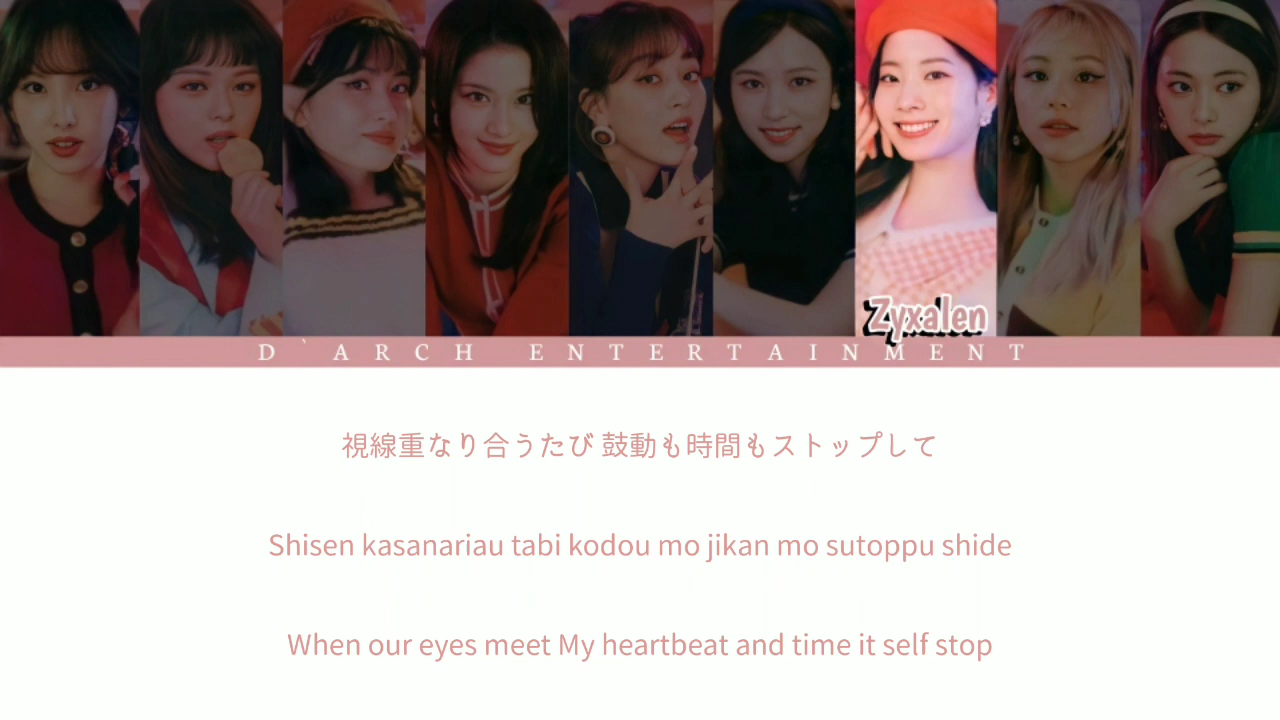 Zyxalen
D`ARCH ENTERTAINMENT
視線重なり合うたび 鼓動も時間もストップして
Shisen kasanariau tabi kodou mo jikan mo sutoppu shide
When our eyes meet My heartbeat and time it self stop